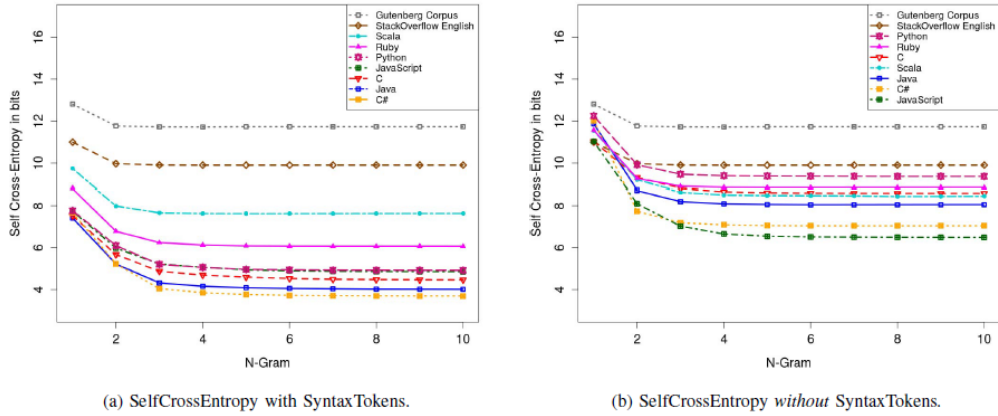 Gutenberg Corpus
StackOverflow English
Scala
Ruby
Python
JavaScript
C
Java
C#
16
14
12
10
8
6
4
Self Cross-Entropy in bits
2 4 6 8 10
N-Gram
(a) SelfCrossEntropy with SyntaxTokens.
Gutenberg Corpus
StackOverflow English
Python
Ruby
C
Scala
Java
C#
JavaScript
16
14
12
10
8
6
4
Self Cross-Entropy in bits
2 4 6 8 10
N-Gram
(b) SelfCrossEntropy without SyntaxTokens.